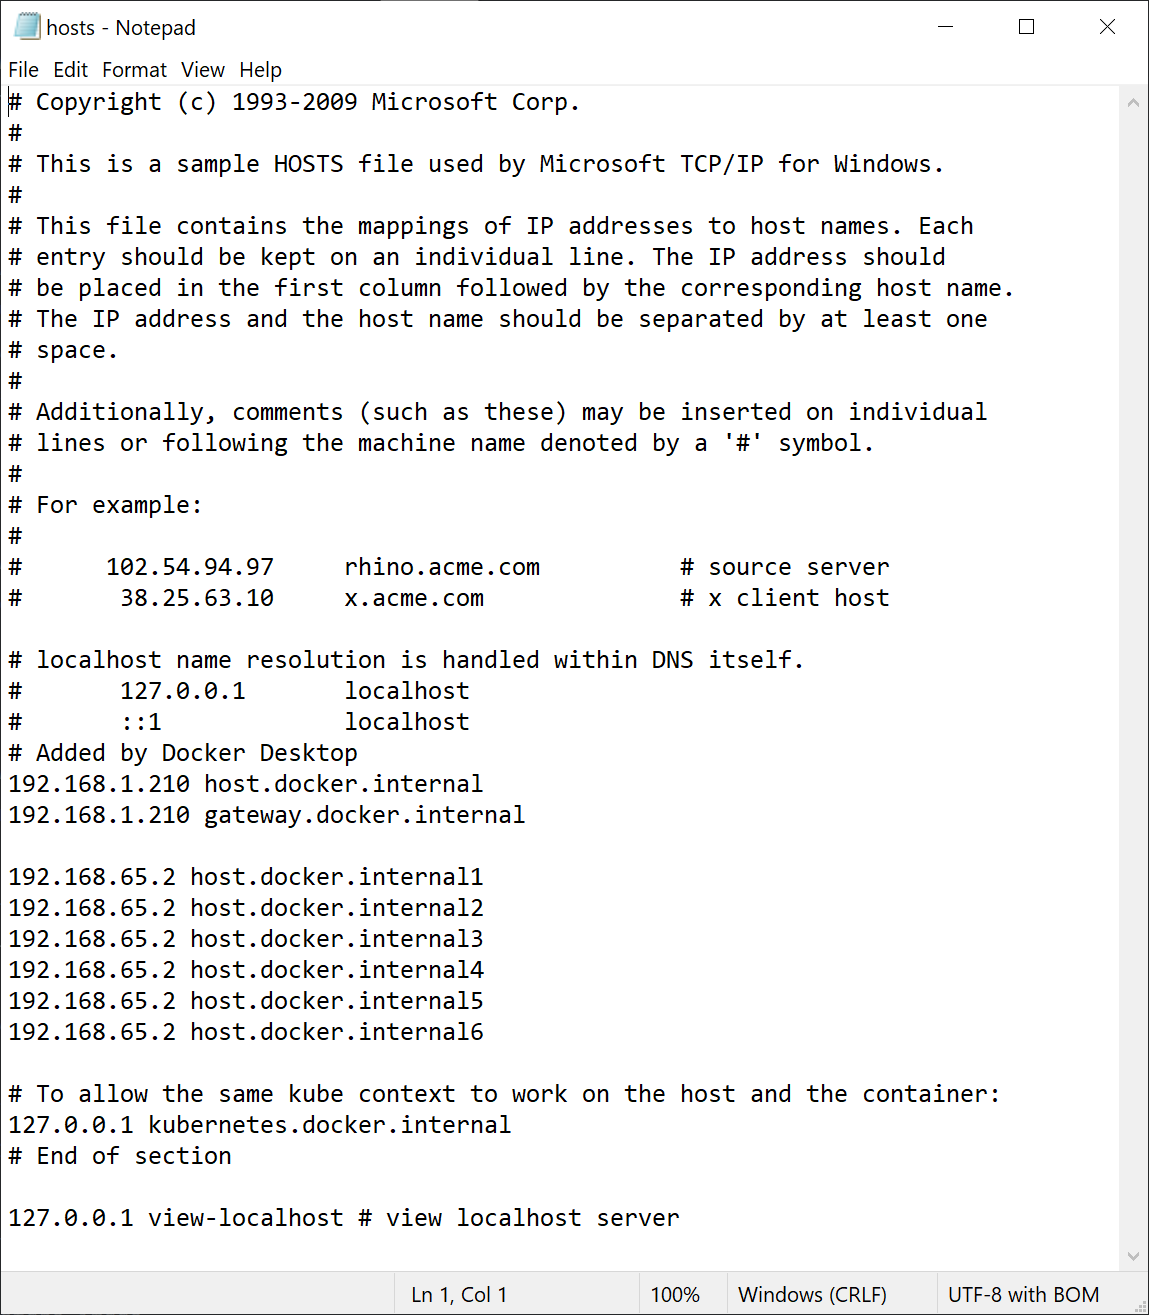 hosts - Notepad
File Edit Format View Help
# Copyright (c) 1993-2009 Microsoft Corp.
#
# This is a sample HOSTS file used by Microsoft TCP/IP for Windows.
#
# This file contains the mappings of IP addresses to host names. Each
# entry should be kept on an individual line. The IP address should
# be placed in the first column followed by the corresponding host name.
# The IP address and the host name should be separated by at least one
# space.
#
# Additionally, comments (such as these) may be inserted on individual
# lines or following the machine name denoted by a '#' symbol.
#
# For example:
#
#      102.54.94.97     rhino.acme.com          # source server
#       38.25.63.10     x.acme.com              # x client host

# localhost name resolution is handled within DNS itself.
#       127.0.0.1       localhost
#       ::1             localhost
# Added by Docker Desktop
192.168.1.210 host.docker.internal
192.168.1.210 gateway.docker.internal

192.168.65.2 host.docker.internal1
192.168.65.2 host.docker.internal2
192.168.65.2 host.docker.internal3
192.168.65.2 host.docker.internal4
192.168.65.2 host.docker.internal5
192.168.65.2 host.docker.internal6

# To allow the same kube context to work on the host and the container:
127.0.0.1 kubernetes.docker.internal
# End of section

127.0.0.1 view-localhost # view localhost server
Ln 1, Col 1 100% Windows (CRLF) UTF-8 with BOM